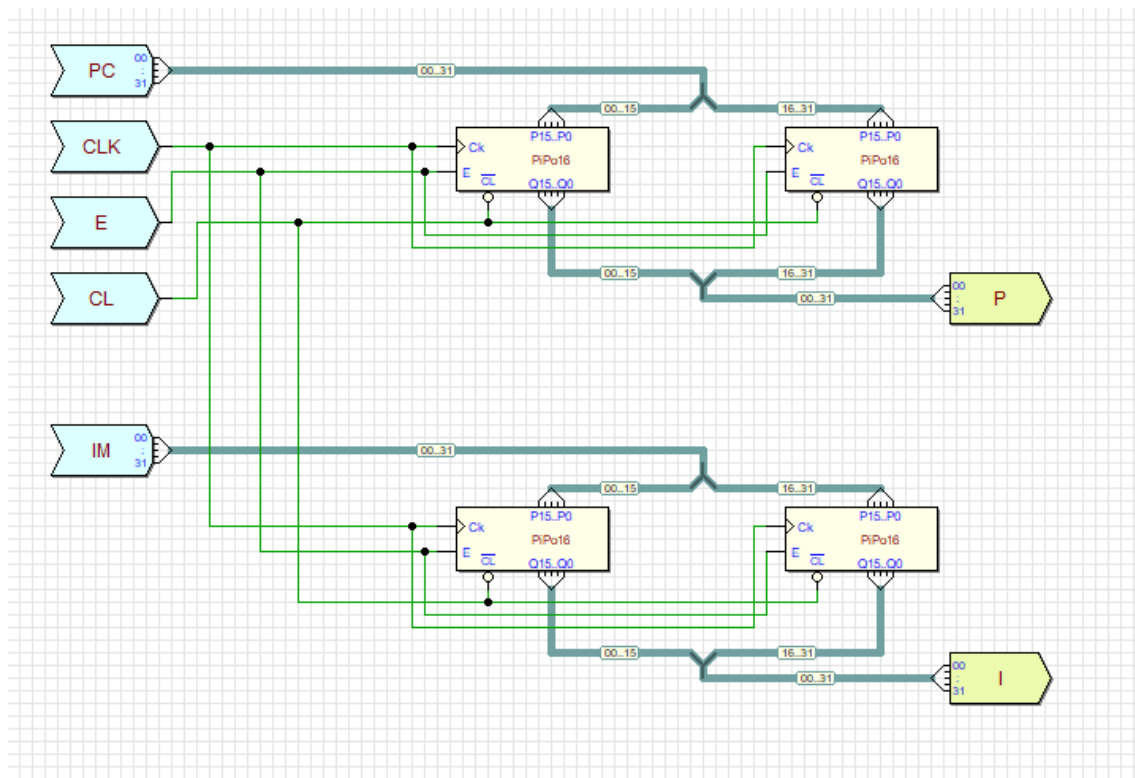 PC
00
:
31
00..31
00..15
16..31
CLK
Ck
P15..P0
PiPo16
E
CL
Q15..Q0
Ck
P15..P0
PiPo16
E
CL
Q15..Q0
E
CL
00..15
16..31
00..31
00
:
31
P
IM
00
:
31
00..31
00..15
16..31
P15..P0
Ck
PiPo16
E
CL
Q15..Q0
P15..P0
Ck
PiPo16
E
CL
Q15..Q0
00..15
16..31
00..31
00
:
31
I